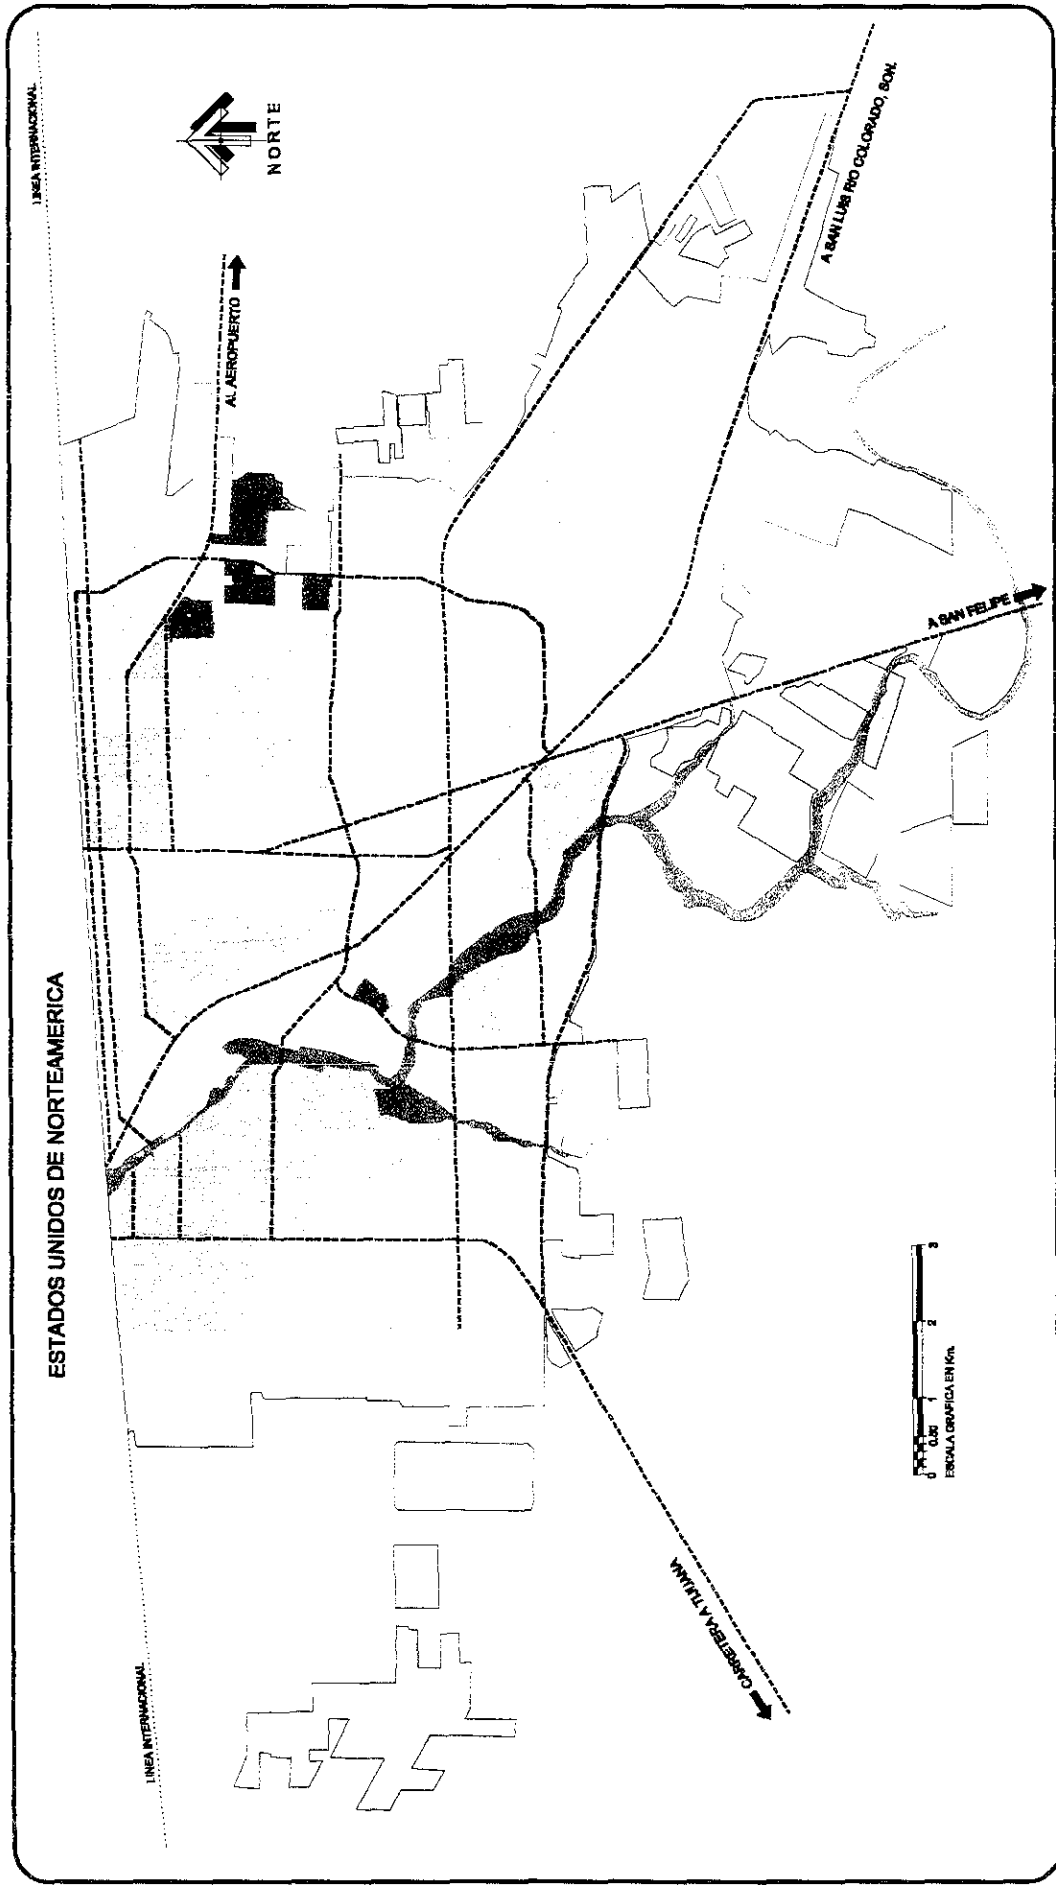 ESTADOS UNIDOS DE NORTEAMERICA
LINEA INTERNACIONAL
LINEA INTERNACIONAL
NORTE
AL AEROPUERTO
A SAN LUIS RIO COLORADO, SON.
A SAN FELIPE
CARRETERA A TIJUANA
0 0.50 1 2 3
ESCALA GRAFICA EN Km.